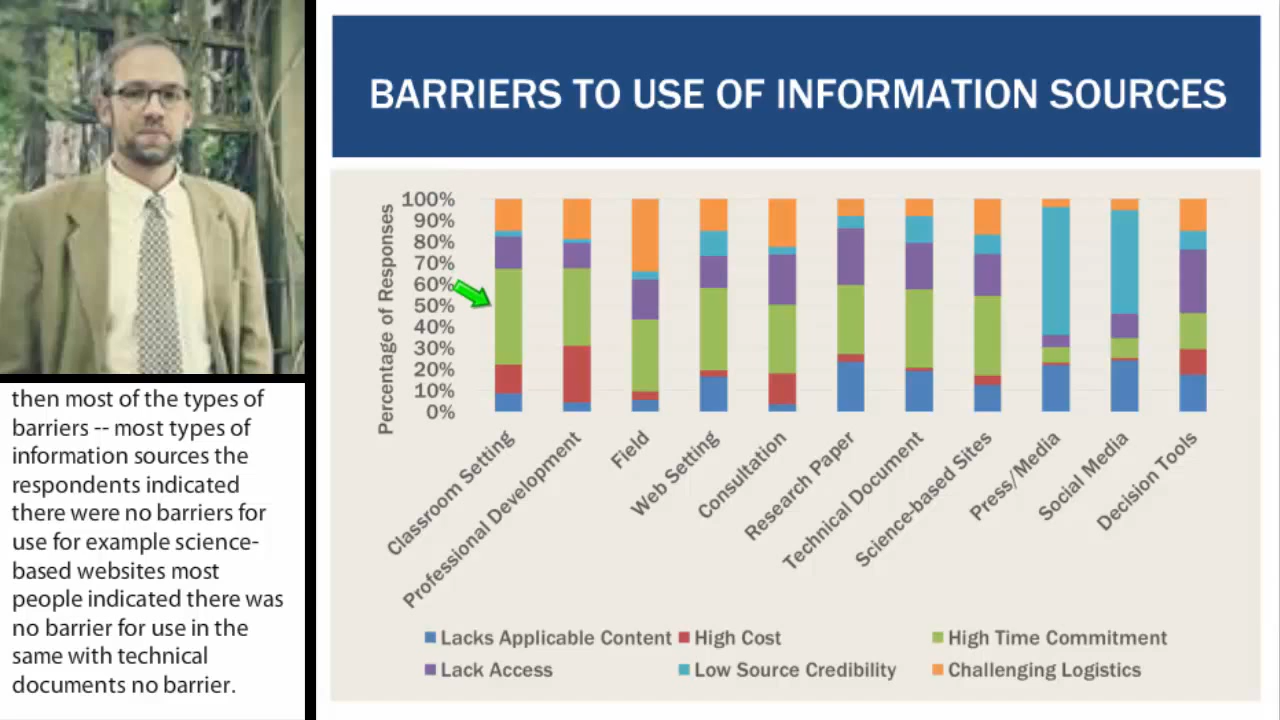 BARRIERS TO USE OF INFORMATION SOURCES
then most of the types of
barriers -- most types of
information sources the
respondents indicated
there were no barriers for
use for example science-
based websites most
people indicated there was
no barrier for use in the
same with technical
documents no barrier.
Percentage of Responses
100%
90%
80%
70%
60%
50%
40%
30%
20%
10%
0%
Classroom Setting
Professional Development
Field
Web Setting
Consultation
Research Paper
Technical Document
Science-based Sites
Press/Media
Social Media
Decision Tools
Lacks Applicable Content
High Cost
High Time Commitment
Lack Access
Low Source Credibility
Challenging Logistics